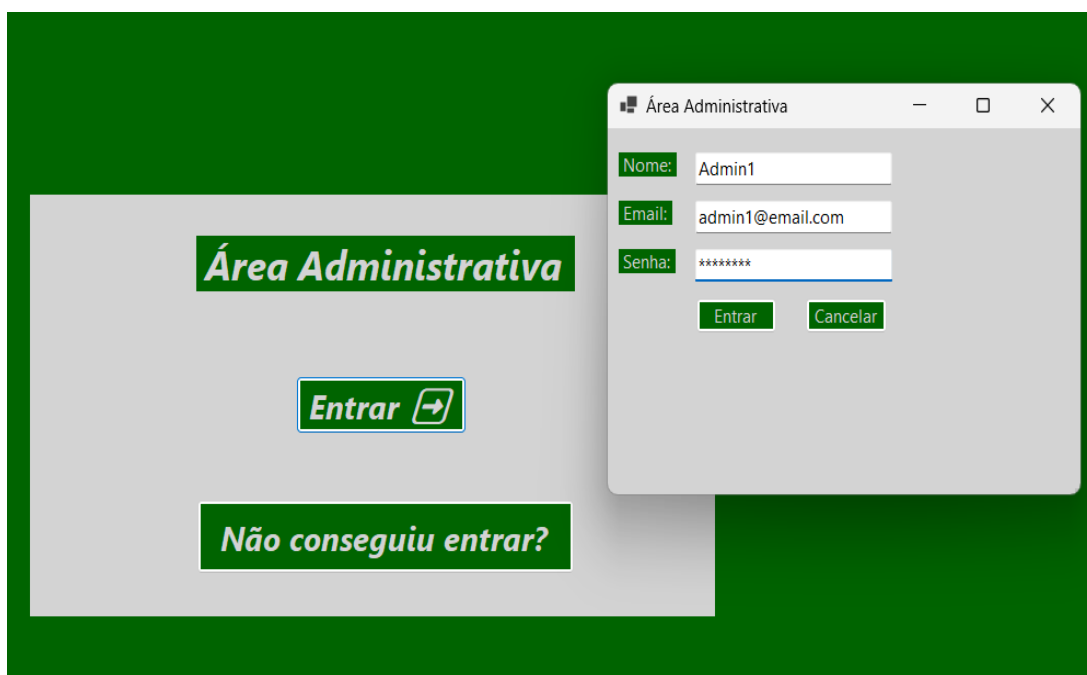 Área Administrativa
Entrar
Não conseguiu entrar?
Área Administrativa
Nome: Admin1
Email: admin1@email.com
Senha: ********
Entrar Cancelar